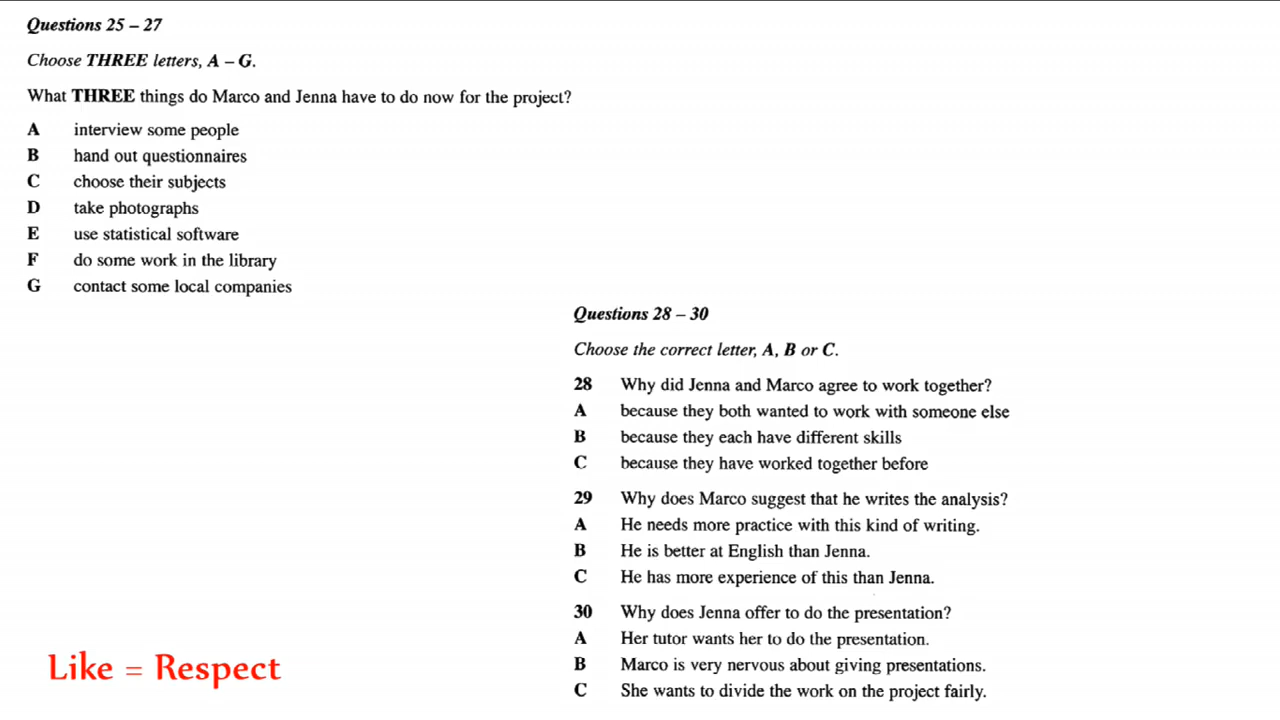 Questions 25 – 27
Choose THREE letters, A – G.
What THREE things do Marco and Jenna have to do now for the project?
A interview some people
B hand out questionnaires
C choose their subjects
D take photographs
E use statistical software
F do some work in the library
G contact some local companies
Questions 28 – 30
Choose the correct letter, A, B or C.
28 Why did Jenna and Marco agree to work together?
A because they both wanted to work with someone else
B because they each have different skills
C because they have worked together before
29 Why does Marco suggest that he writes the analysis?
A He needs more practice with this kind of writing.
B He is better at English than Jenna.
C He has more experience of this than Jenna.
30 Why does Jenna offer to do the presentation?
A Her tutor wants her to do the presentation.
B Marco is very nervous about giving presentations.
C She wants to divide the work on the project fairly.
Like = Respect